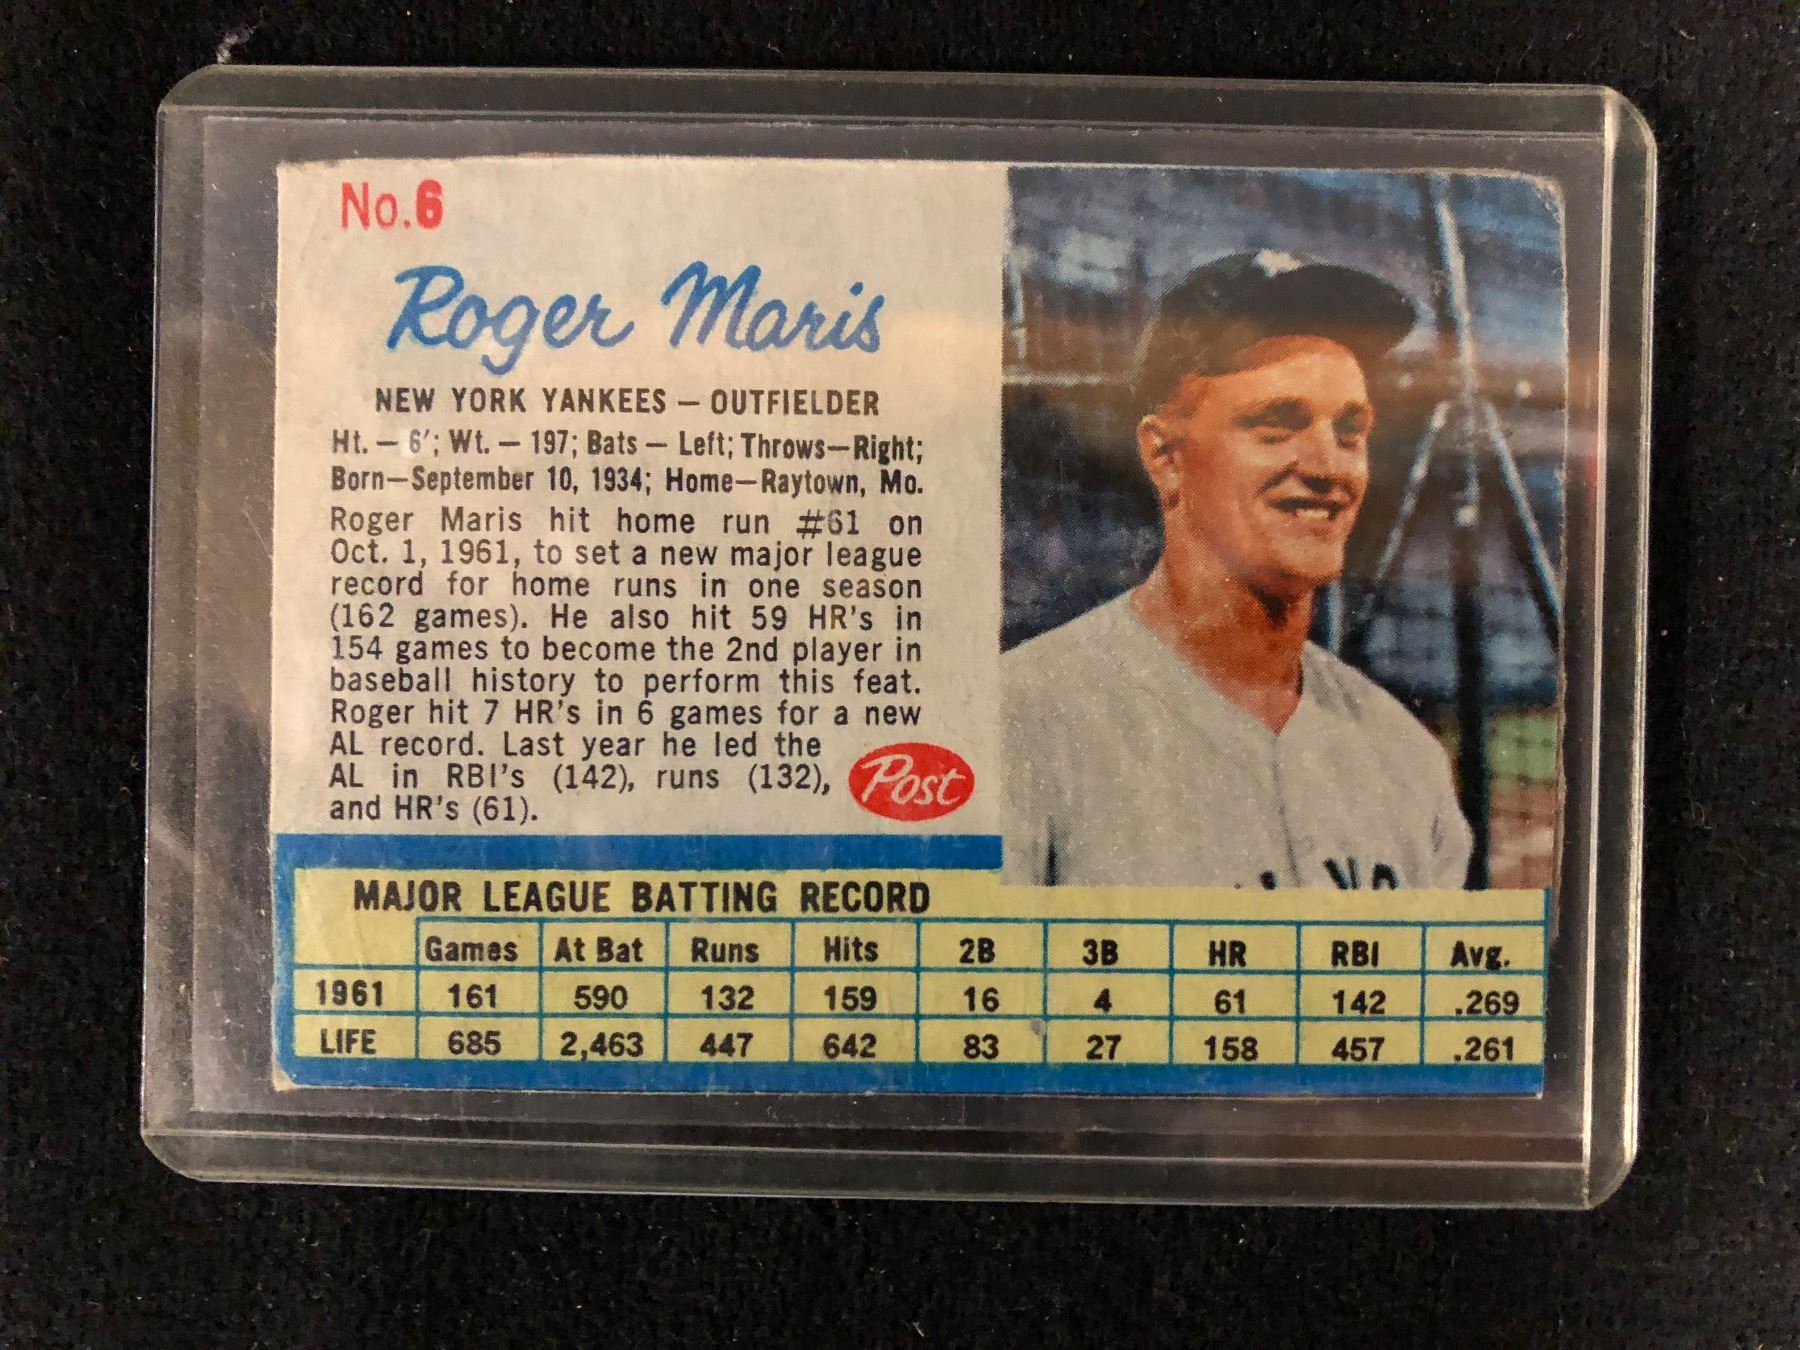 No.6
Roger Maris
NEW YORK YANKEES — OUTFIELDER
Ht. — 6'; Wt. — 197; Bats — Left; Throws—Right;
Born—September 10, 1934; Home—Raytown, Mo.
Roger Maris hit home run #61 on
Oct. 1, 1961, to set a new major league
record for home runs in one season
(162 games). He also hit 59 HR's in
154 games to become the 2nd player in
baseball history to perform this feat.
Roger hit 7 HR's in 6 games for a new
AL record. Last year he led the
AL in RBI's (142), runs (132),
and HR's (61).
Post
MAJOR LEAGUE BATTING RECORD
Games At Bat Runs Hits 2B 3B HR RBI Avg.
1961 161 590 132 159 16 4 61 142 .269
LIFE 685 2,463 447 642 83 27 158 457 .261